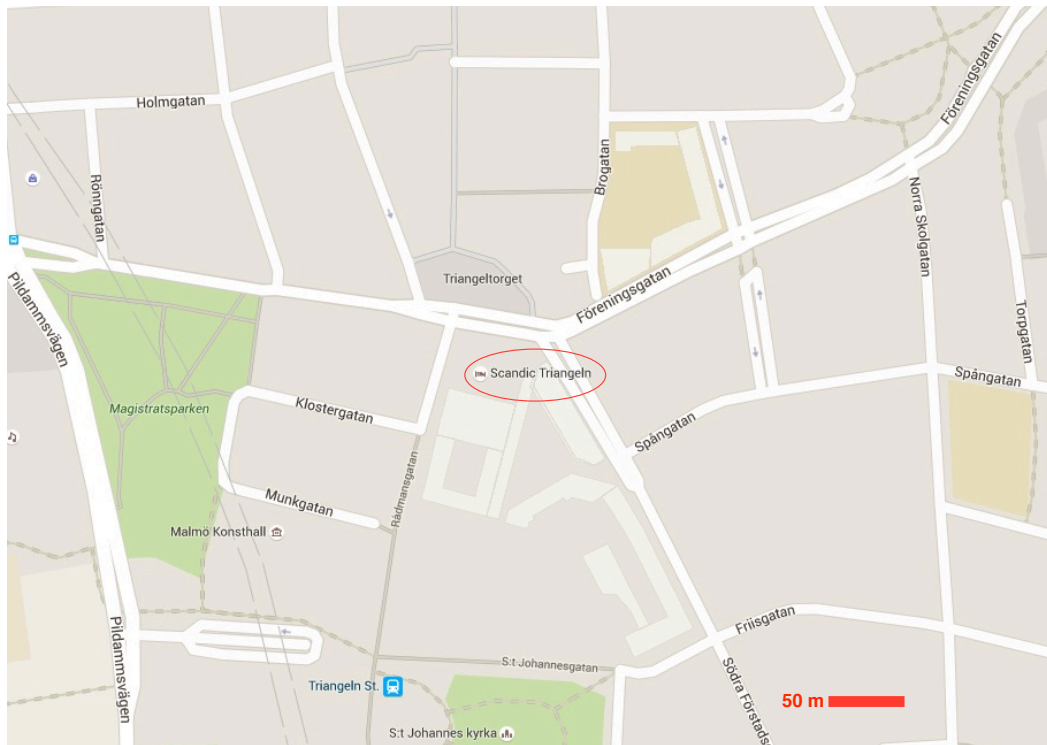 Föreningsgatan
Holmgatan
Brogatan
Rönngatan
Norra Skolgatan
Triangeltorget
Föreningsgatan
Pildammsvägen
Torpgatan
Scandic Triangeln
Spångatan
Magistratsparken
Klostergatan
Spångatan
Rådmansgatan
Munkgatan
Malmö Konsthall
Friisgatan
Pildammsvägen
S:t Johannesgatan
Södra Förstads
Triangeln St.
50 m
S:t Johannes kyrka